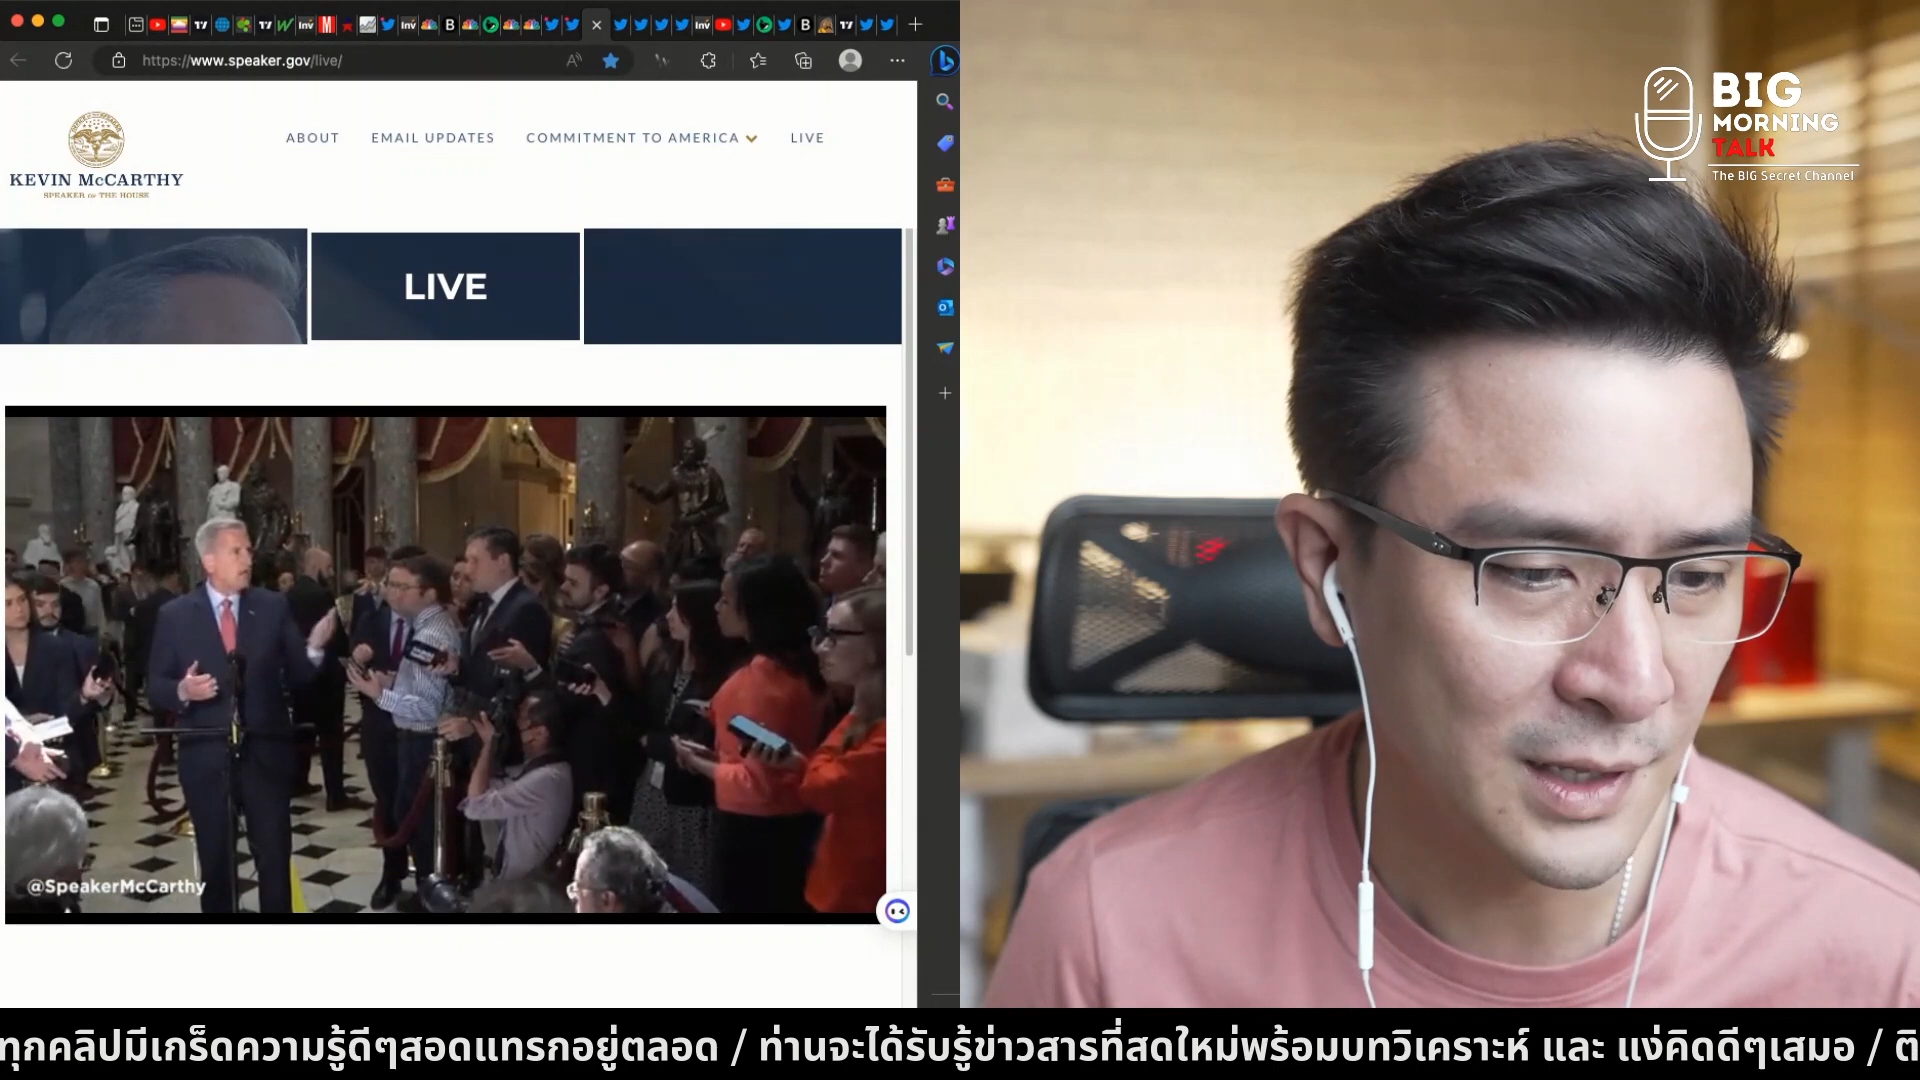 https://www.speaker.gov/live/
KEVIN McCARTHY
SPEAKER OF THE HOUSE
ABOUT
EMAIL UPDATES
COMMITMENT TO AMERICA
LIVE
LIVE
@SpeakerMcCarthy
BIG
MORNING
TALK
The BIG Secret Channel
ทุกคลิปมีเกร็ดความรู้ดีๆสอดแทรกอยู่ตลอด / ท่านจะได้รับรู้ข่าวสารที่สดใหม่พร้อมบทวิเคราะห์ และ แง่คิดดีๆเสมอ / ติ